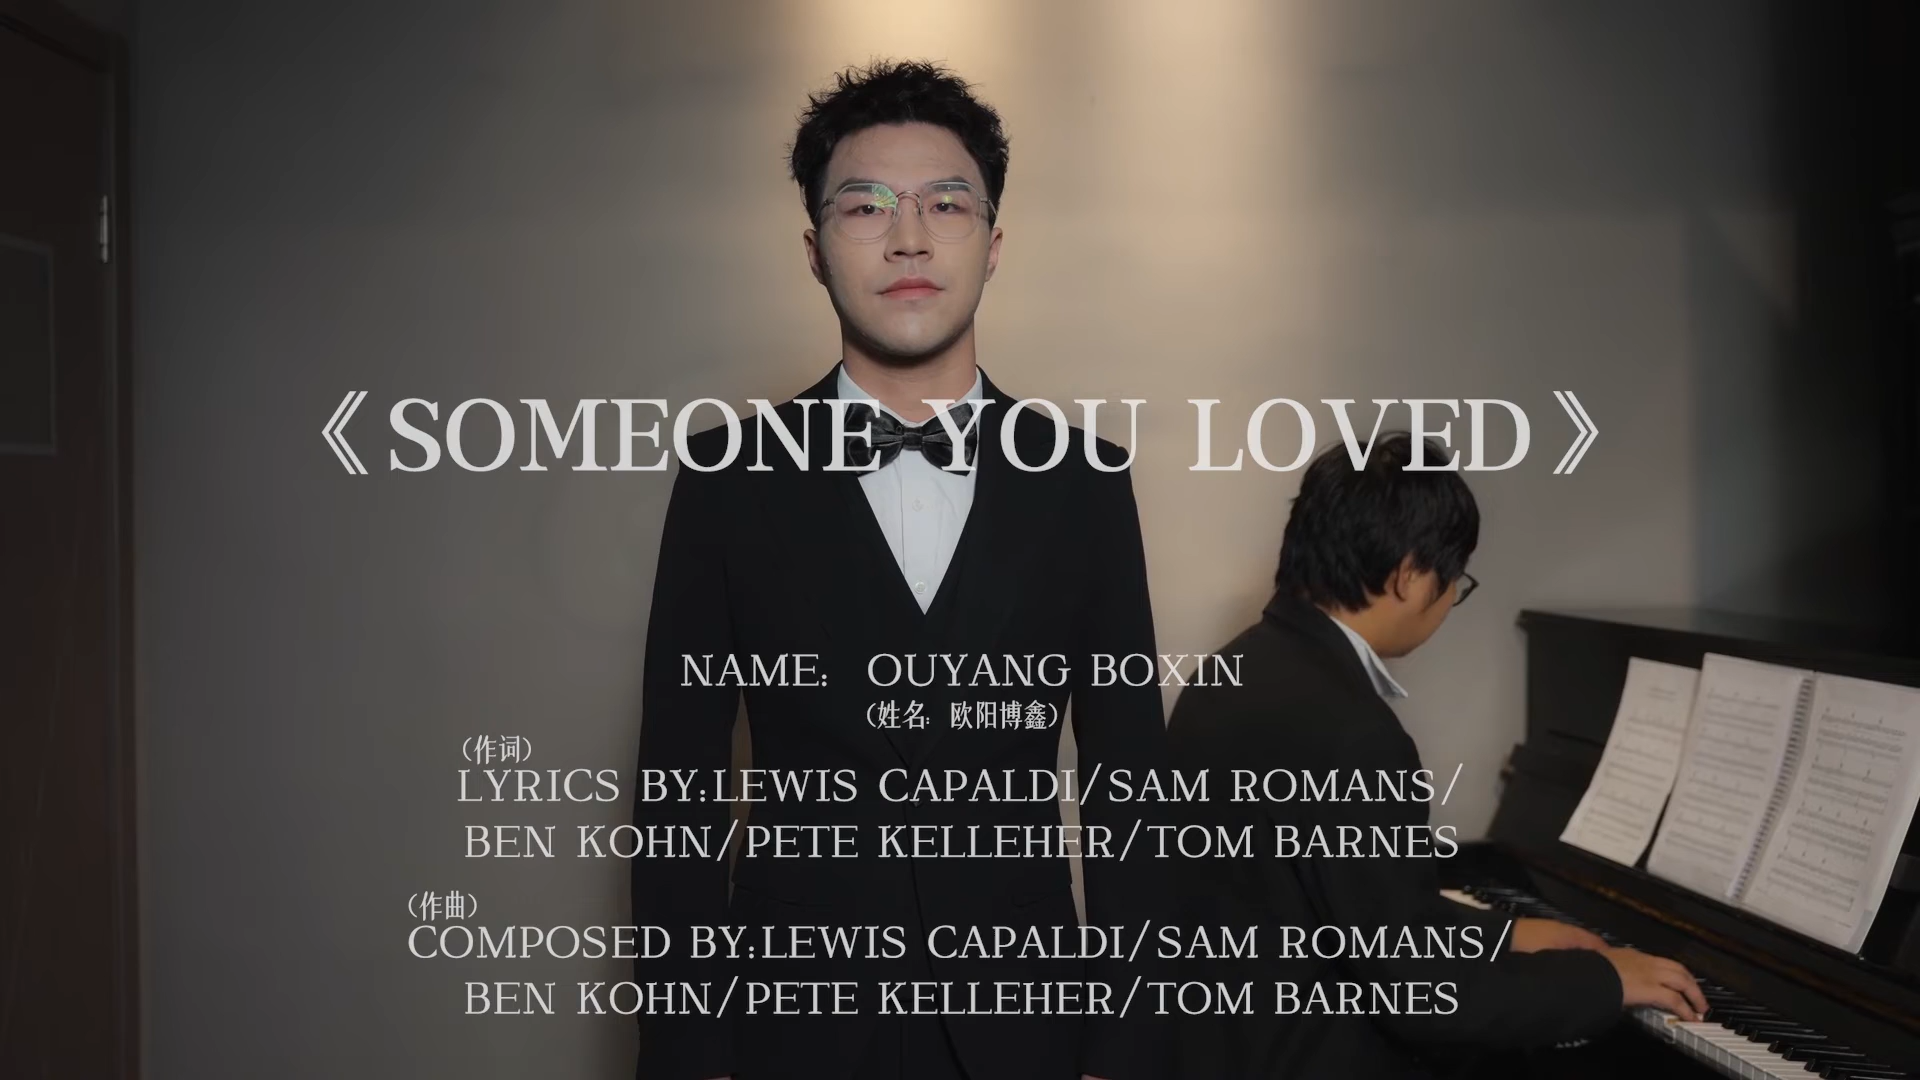 《SOMEONE YOU LOVED》
NAME: OUYANG BOXIN
(姓名: 欧阳博鑫)
(作词)
LYRICS BY:LEWIS CAPALDI/SAM ROMANS/
BEN KOHN/PETE KELLEHER/TOM BARNES
(作曲)
COMPOSED BY:LEWIS CAPALDI/SAM ROMANS/
BEN KOHN/PETE KELLEHER/TOM BARNES